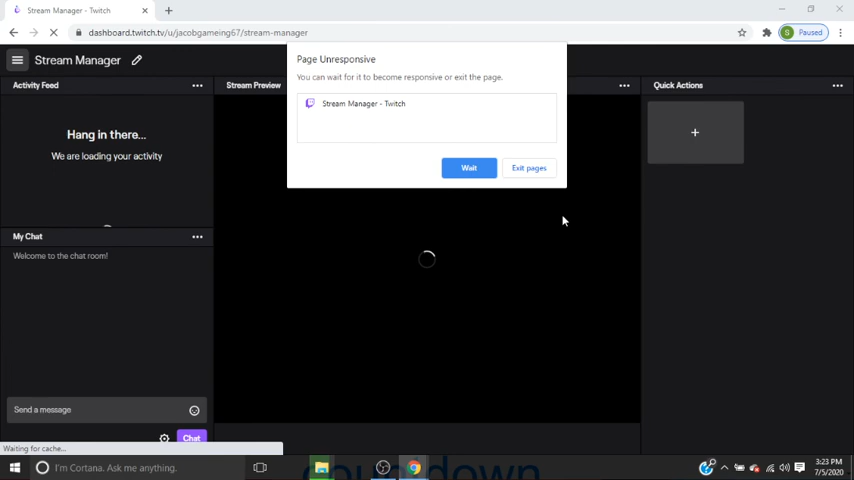 Stream Manager - Twitch
dashboard.twitch.tv/u/jacobgameing67/stream-manager
S Paused
Stream Manager
Page Unresponsive
You can wait for it to become responsive or exit the page.
Stream Manager - Twitch
Wait
Exit pages
Activity Feed
Stream Preview
Quick Actions
Hang in there...
We are loading your activity
My Chat
Welcome to the chat room!
Send a message
Chat
Waiting for cache...
I'm Cortana. Ask me anything.
countdown
3:23 PM
7/5/2020